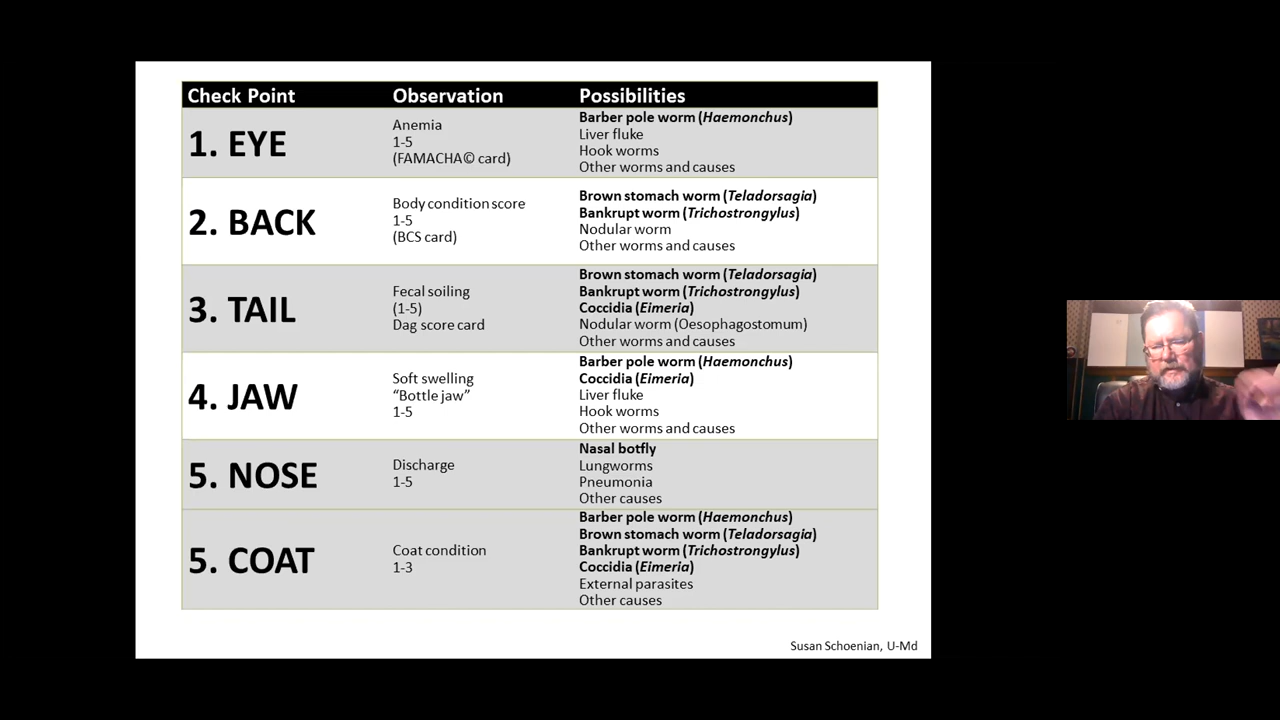 Check Point Observation Possibilities
1. EYE
Anemia
1-5
(FAMACHA© card)
Barber pole worm (Haemonchus)
Liver fluke
Hook worms
Other worms and causes
2. BACK
Body condition score
1-5
(BCS card)
Brown stomach worm (Teladorsagia)
Bankrupt worm (Trichostrongylus)
Nodular worm
Other worms and causes
3. TAIL
Fecal soiling
(1-5)
Dag score card
Brown stomach worm (Teladorsagia)
Bankrupt worm (Trichostrongylus)
Coccidia (Eimeria)
Nodular worm (Oesophagostomum)
Other worms and causes
4. JAW
Soft swelling
“Bottle jaw”
1-5
Barber pole worm (Haemonchus)
Coccidia (Eimeria)
Liver fluke
Hook worms
Other worms and causes
5. NOSE
Discharge
1-5
Nasal botfly
Lungworms
Pneumonia
Other causes
5. COAT
Coat condition
1-3
Barber pole worm (Haemonchus)
Brown stomach worm (Teladorsagia)
Bankrupt worm (Trichostrongylus)
Coccidia (Eimeria)
External parasites
Other causes
Susan Schoenian, U-Md